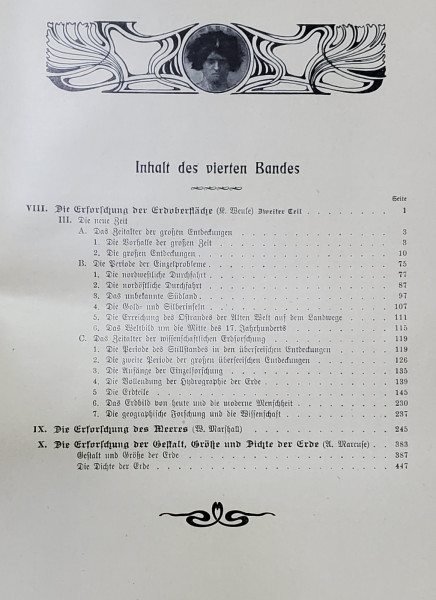 Inhalt des vierten Bandes
Seite
VIII. Die Erforschung der Erdoberfläche (K. Weule) Zweiter Teil . . . . . . . 1
III. Die neue Zeit
A. Das Zeitalter der großen Entdeckungen . . . . . . . 3
1. Die Vorhalle der großen Zeit . . . . . . . 3
2. Die großen Entdeckungen . . . . . . . 10
B. Die Periode der Einzelprobleme . . . . . . . 75
1. Die nordwestliche Durchfahrt . . . . . . . 77
2. Die nordöstliche Durchfahrt . . . . . . . 87
3. Das unbekannte Südland . . . . . . . 97
4. Die Gold- und Silberinseln . . . . . . . 107
5. Die Erreichung des Ostrandes der Alten Welt auf dem Landwege . . . 111
6. Das Weltbild um die Mitte des 17. Jahrhunderts . . . . . . . 115
C. Das Zeitalter der wissenschaftlichen Erdforschung . . . . . . . 119
1. Die Periode des Stillstandes in den überseeischen Entdeckungen . . . 119
2. Die zweite Periode der großen überseeischen Entdeckungen . . . 126
3. Die Anfänge der Einzelforschung . . . . . . . 135
4. Die Vollendung der Hydrographie der Erde . . . . . . . 139
5 Die Erdteile . . . . . . . 145
6. Das Erdbild von heute und die moderne Menschheit . . . . . . . 230
7. Die geographische Forschung und die Wissenschaft . . . . . . . 237
IX. Die Erforschung des Meeres (W. Marshall) . . . . . . . 245
X. Die Erforschung der Gestalt, Größe und Dichte der Erde (A. Marcuse) . . 383
Gestalt und Größe der Erde . . . . . . . 387
Die Dichte der Erde . . . . . . . 447